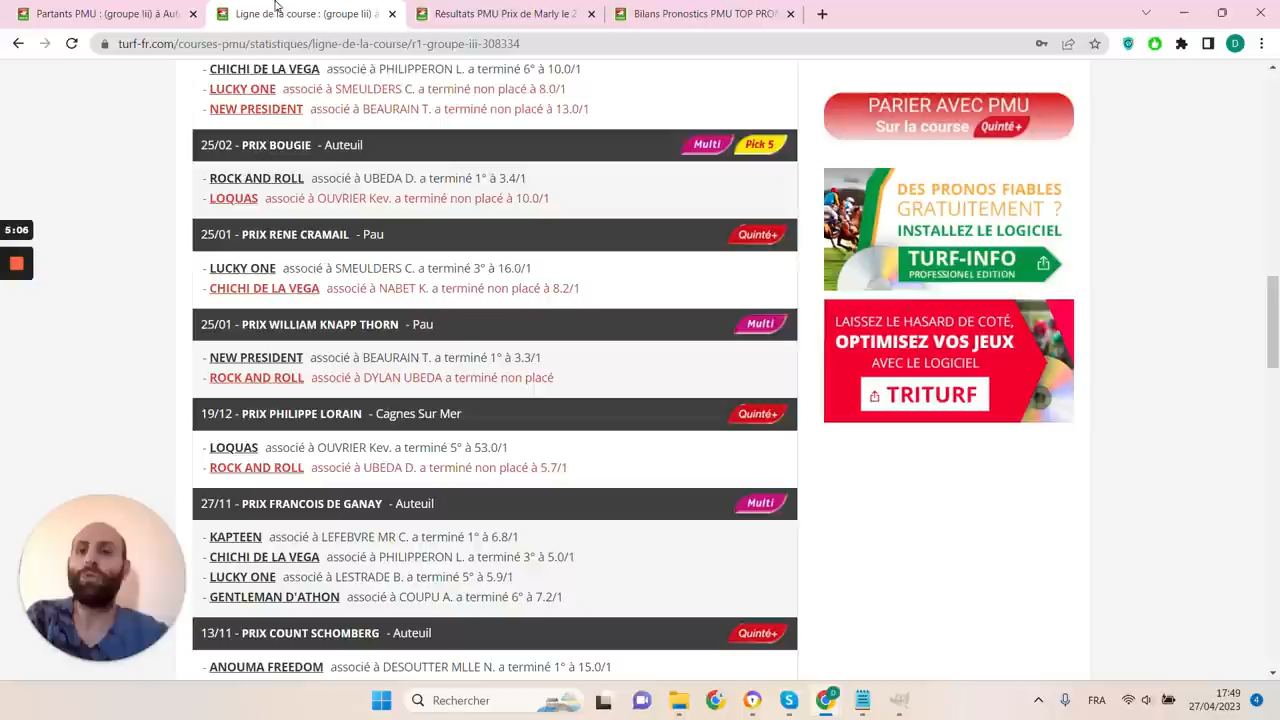 Partants PMU : (groupe lii) à Aut
Ligne course : (groupe lii) à
Résultats PMU Prix de Marly le 2
Bilans Pronostics PMU TOP PRO
turf-fr.com/courses-pmu/statistiques/ligne-de-la-course/r1-groupe-iii-308334
D
- CHICHI DE LA VEGA associé à PHILIPPERON L. a terminé 6° à 10.0/1
- LUCKY ONE associé à SMEULDERS C. a terminé non placé à 8.0/1
- NEW PRESIDENT associé à BEAURAIN T. a terminé non placé à 13.0/1
25/02 - PRIX BOUGIE - Auteuil Multi Pick 5
- ROCK AND ROLL associé à UBEDA D. a terminé 1° à 3.4/1
- LOQUAS associé à OUVRIER Kev. a terminé non placé à 10.0/1
25/01 - PRIX RENE CRAMAIL - Pau Quinté+
- LUCKY ONE associé à SMEULDERS C. a terminé 3° à 16.0/1
- CHICHI DE LA VEGA associé à NABET K. a terminé non placé à 8.2/1
25/01 - PRIX WILLIAM KNAPP THORN - Pau Multi
- NEW PRESIDENT associé à BEAURAIN T. a terminé 1° à 3.3/1
- ROCK AND ROLL associé à DYLAN UBEDA a terminé non placé
19/12 - PRIX PHILIPPE LORAIN - Cagnes Sur Mer Quinté+
- LOQUAS associé à OUVRIER Kev. a terminé 5° à 53.0/1
- ROCK AND ROLL associé à UBEDA D. a terminé non placé à 5.7/1
27/11 - PRIX FRANCOIS DE GANAY - Auteuil Multi
- KAPTEEN associé à LEFEBVRE MR C. a terminé 1° à 6.8/1
- CHICHI DE LA VEGA associé à PHILIPPERON L. a terminé 3° à 5.0/1
- LUCKY ONE associé à LESTRADE B. a terminé 5° à 5.9/1
- GENTLEMAN D'ATHON associé à COUPU A. a terminé 6° à 7.2/1
13/11 - PRIX COUNT SCHOMBERG - Auteuil Quinté+
- ANOUMA FREEDOM associé à DESOUTTER MLLE N. a terminé 1° à 15.0/1
PARIER AVEC PMU
Sur la course Quinté+
DES PRONOS FIABLES
GRATUITEMENT ?
INSTALLEZ LE LOGICIEL
TURF-INFO
PROFESSIONEL EDITION
LAISSEZ LE HASARD DE COTÉ,
OPTIMISEZ VOS JEUX
AVEC LE LOGICIEL
TRITURF
5:06
Rechercher
D
FRA
17:49
27/04/2023
4